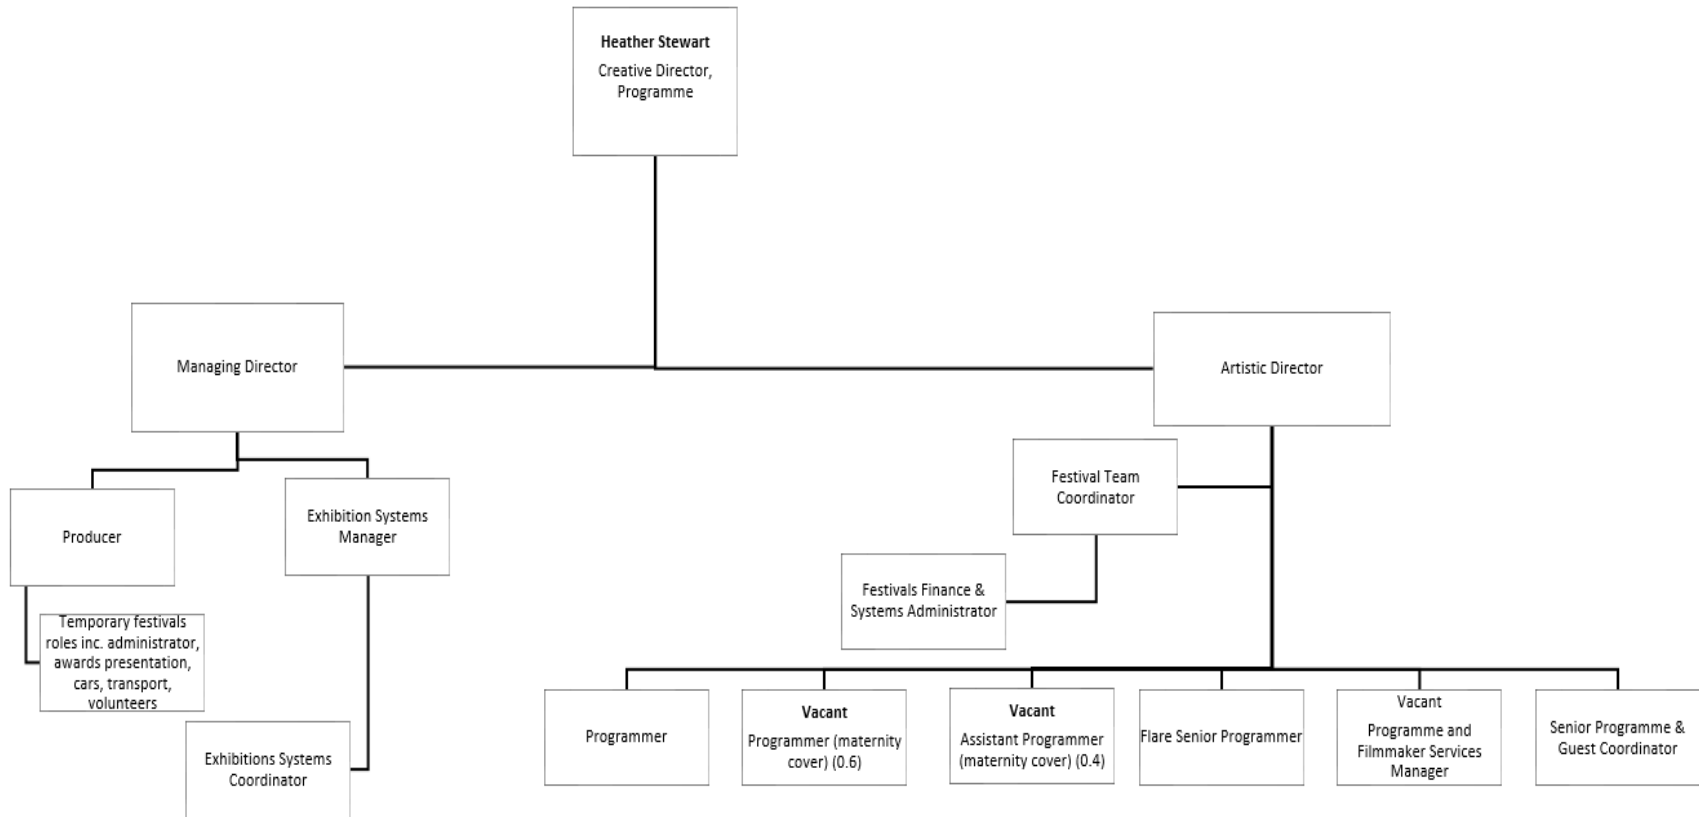 Heather Stewart
Creative Director,
Programme
Managing Director
Artistic Director
Festival Team
Coordinator
Producer
Exhibition Systems
Manager
Festivals Finance &
Systems Administrator
Temporary festivals
roles inc. administrator,
awards presentation,
cars, transport,
volunteers
Exhibitions Systems
Coordinator
Programmer
Vacant
Programmer (maternity
cover) (0.6)
Vacant
Assistant Programmer
(maternity cover) (0.4)
Flare Senior Programmer
Vacant
Programme and
Filmmaker Services
Manager
Senior Programme &
Guest Coordinator